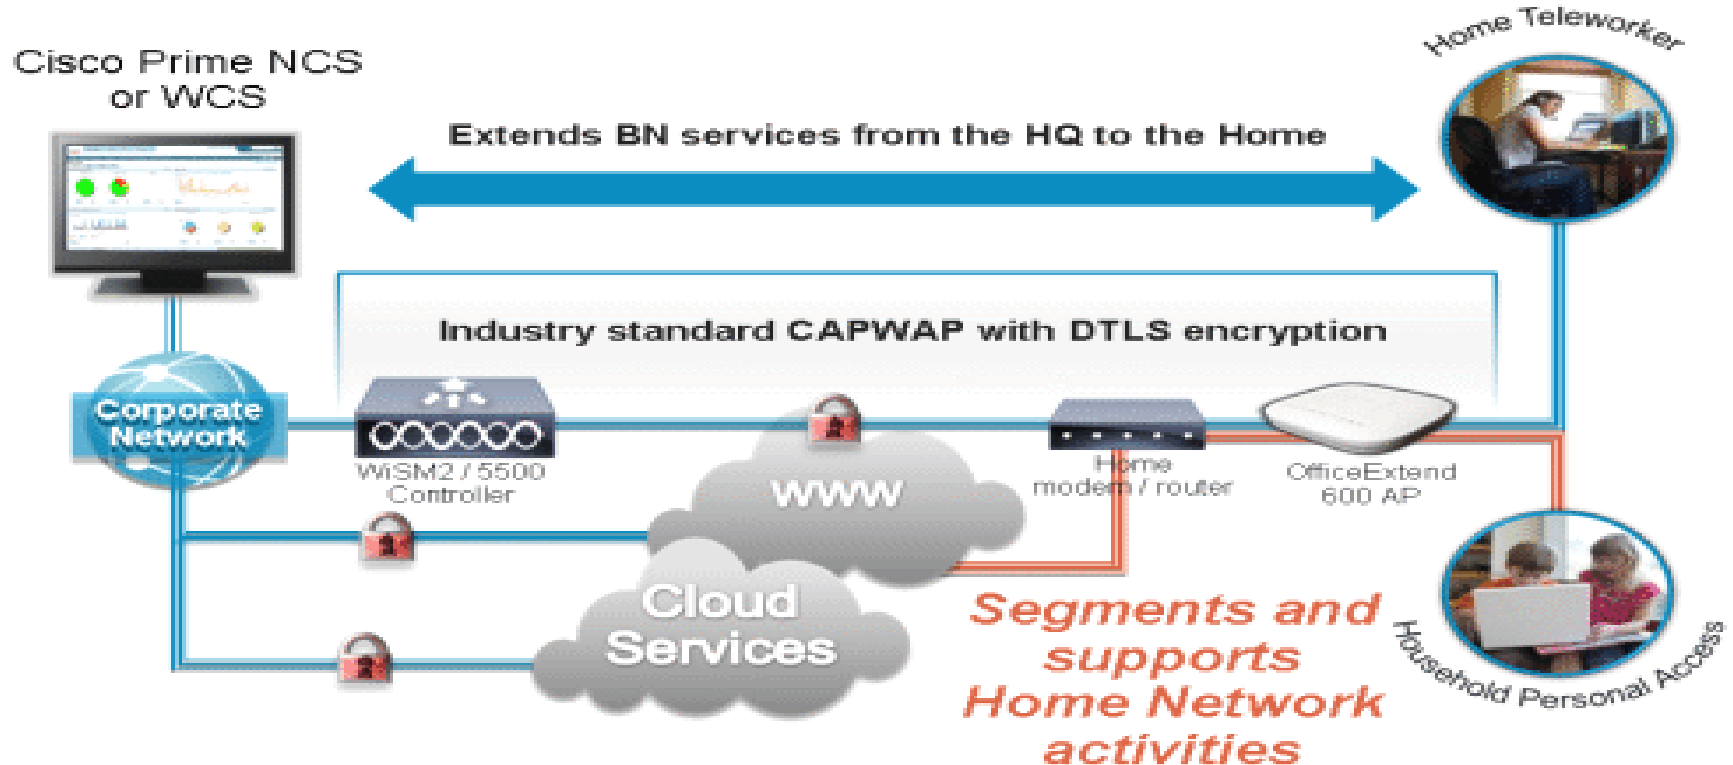 Cisco Prime NCS
or WCS
Home Teleworker
Extends BN services from the HQ to the Home
Industry standard CAPWAP with DTLS encryption
Corporate
Network
WiSM2 / 5500
Controller
www
Home
modem / router
OfficeExtend
600 AP
Cloud
Services
Segments and
supports
Home Network
activities
Household Personal Access